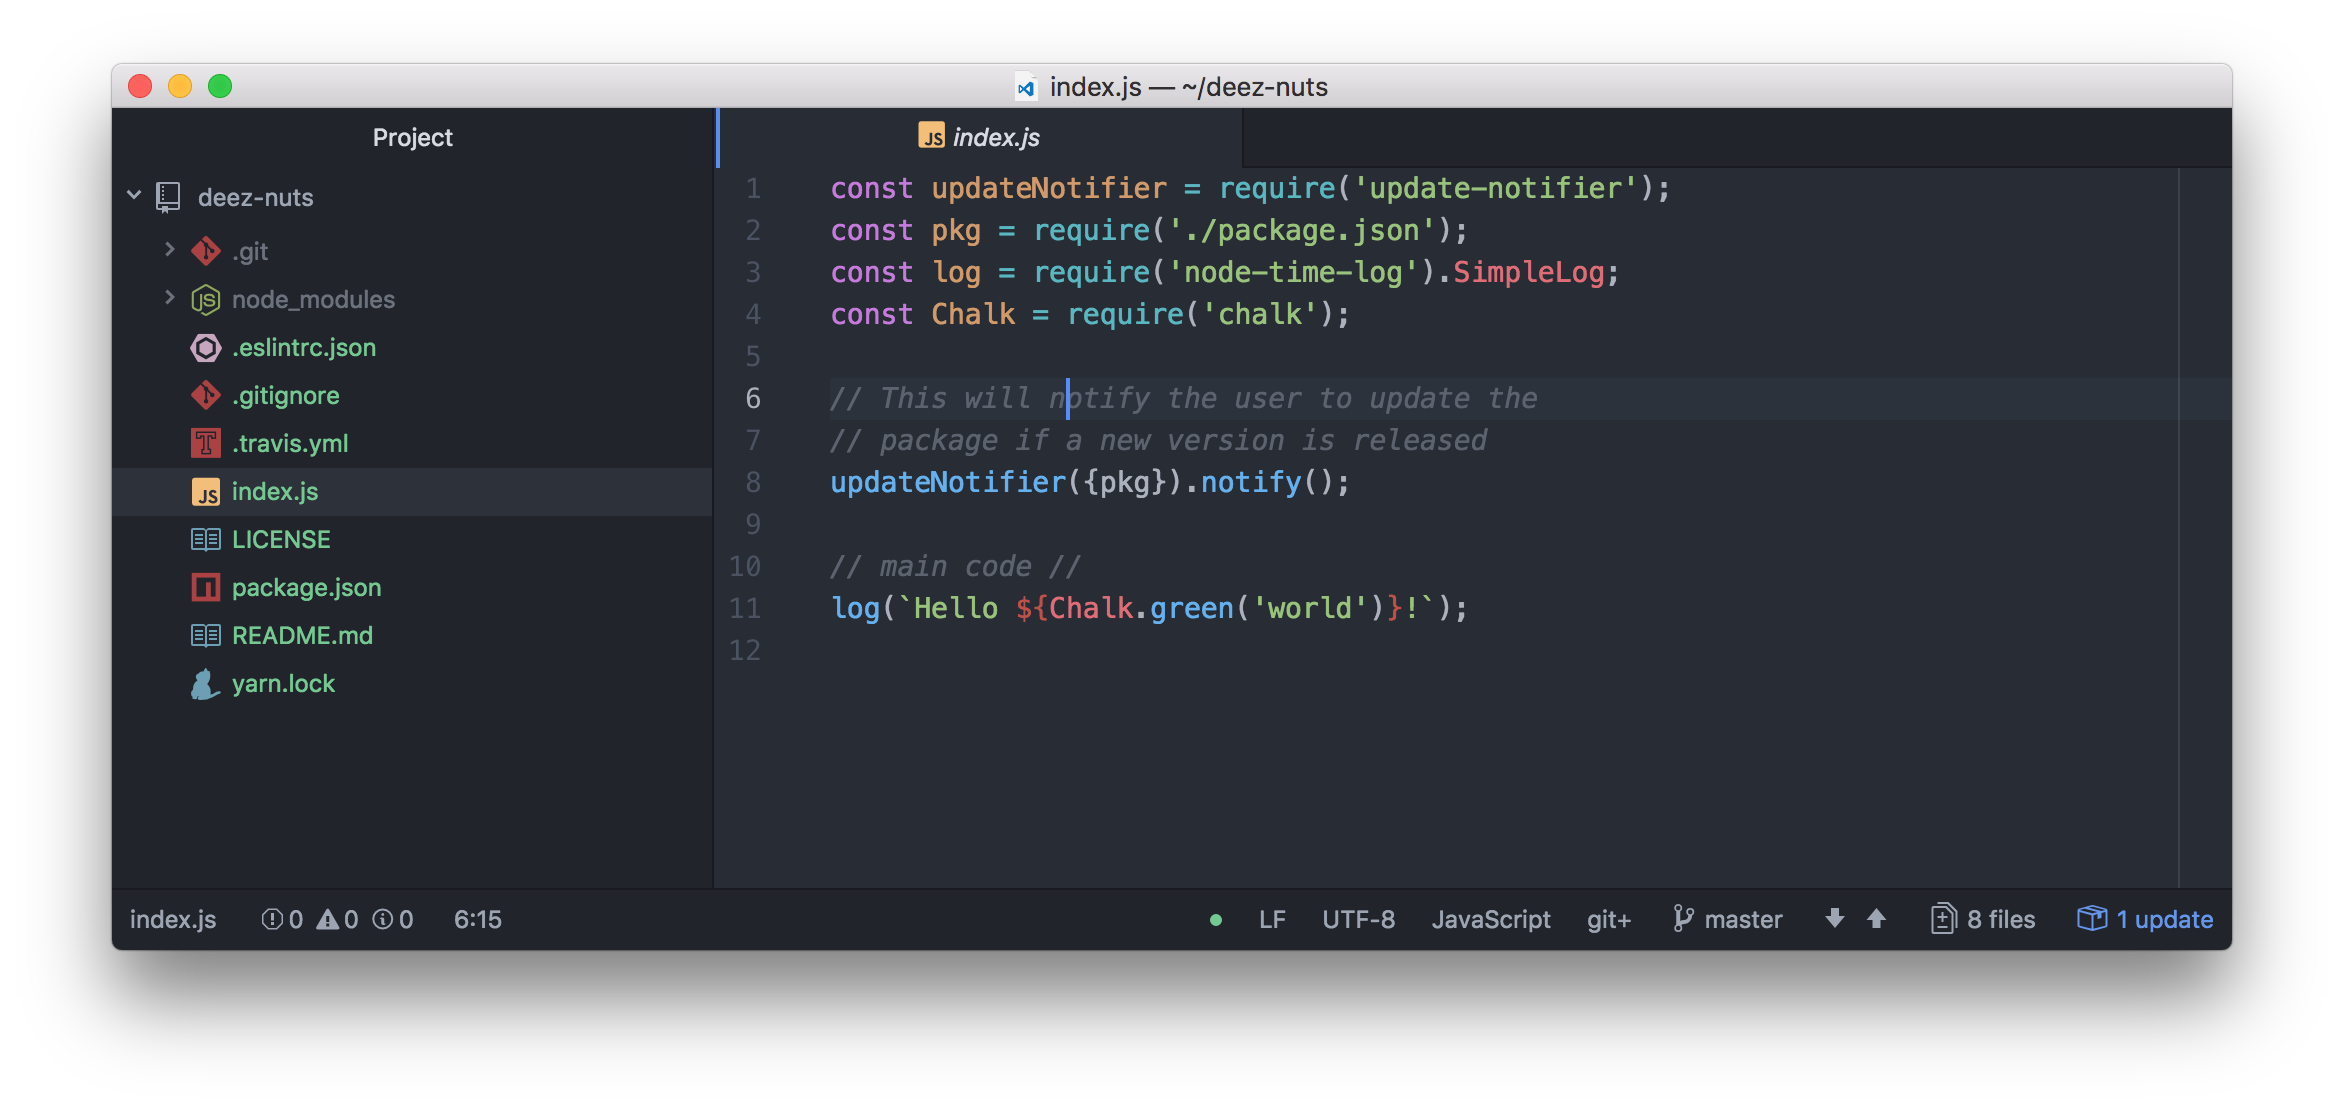 index.js — ~/deez-nuts
Project
deez-nuts
.git
node_modules
.eslintrc.json
.gitignore
.travis.yml
index.js
LICENSE
package.json
README.md
yarn.lock
index.js
1 const updateNotifier = require('update-notifier');
2 const pkg = require('./package.json');
3 const log = require('node-time-log').SimpleLog;
4 const Chalk = require('chalk');
5
6 // This will notify the user to update the
7 // package if a new version is released
8 updateNotifier({pkg}).notify();
9
10 // main code //
11 log(`Hello ${Chalk.green('world')}!`);
12
index.js 0 0 0 6:15 LF UTF-8 JavaScript git+ master 8 files 1 update